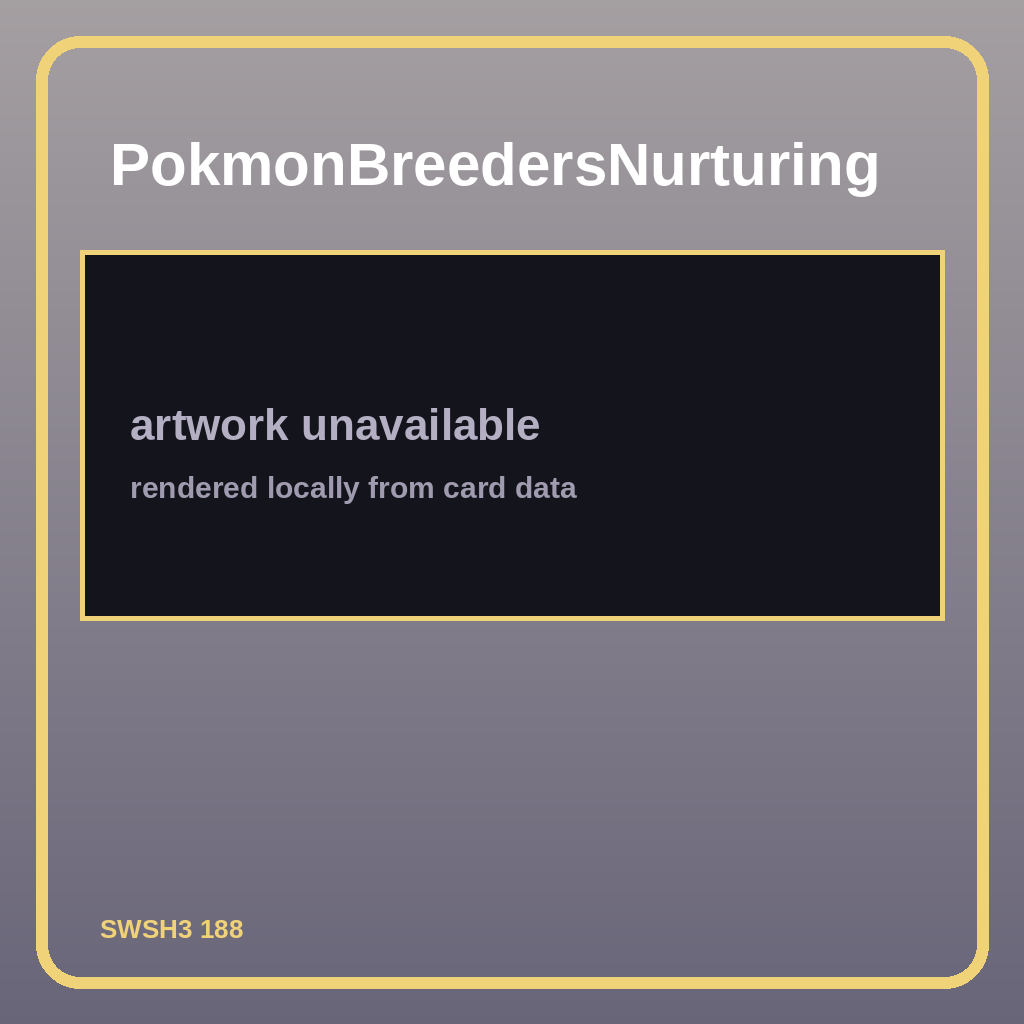 PokmonBreedersNurturing
artwork unavailable
rendered locally from card data
SWSH3 188